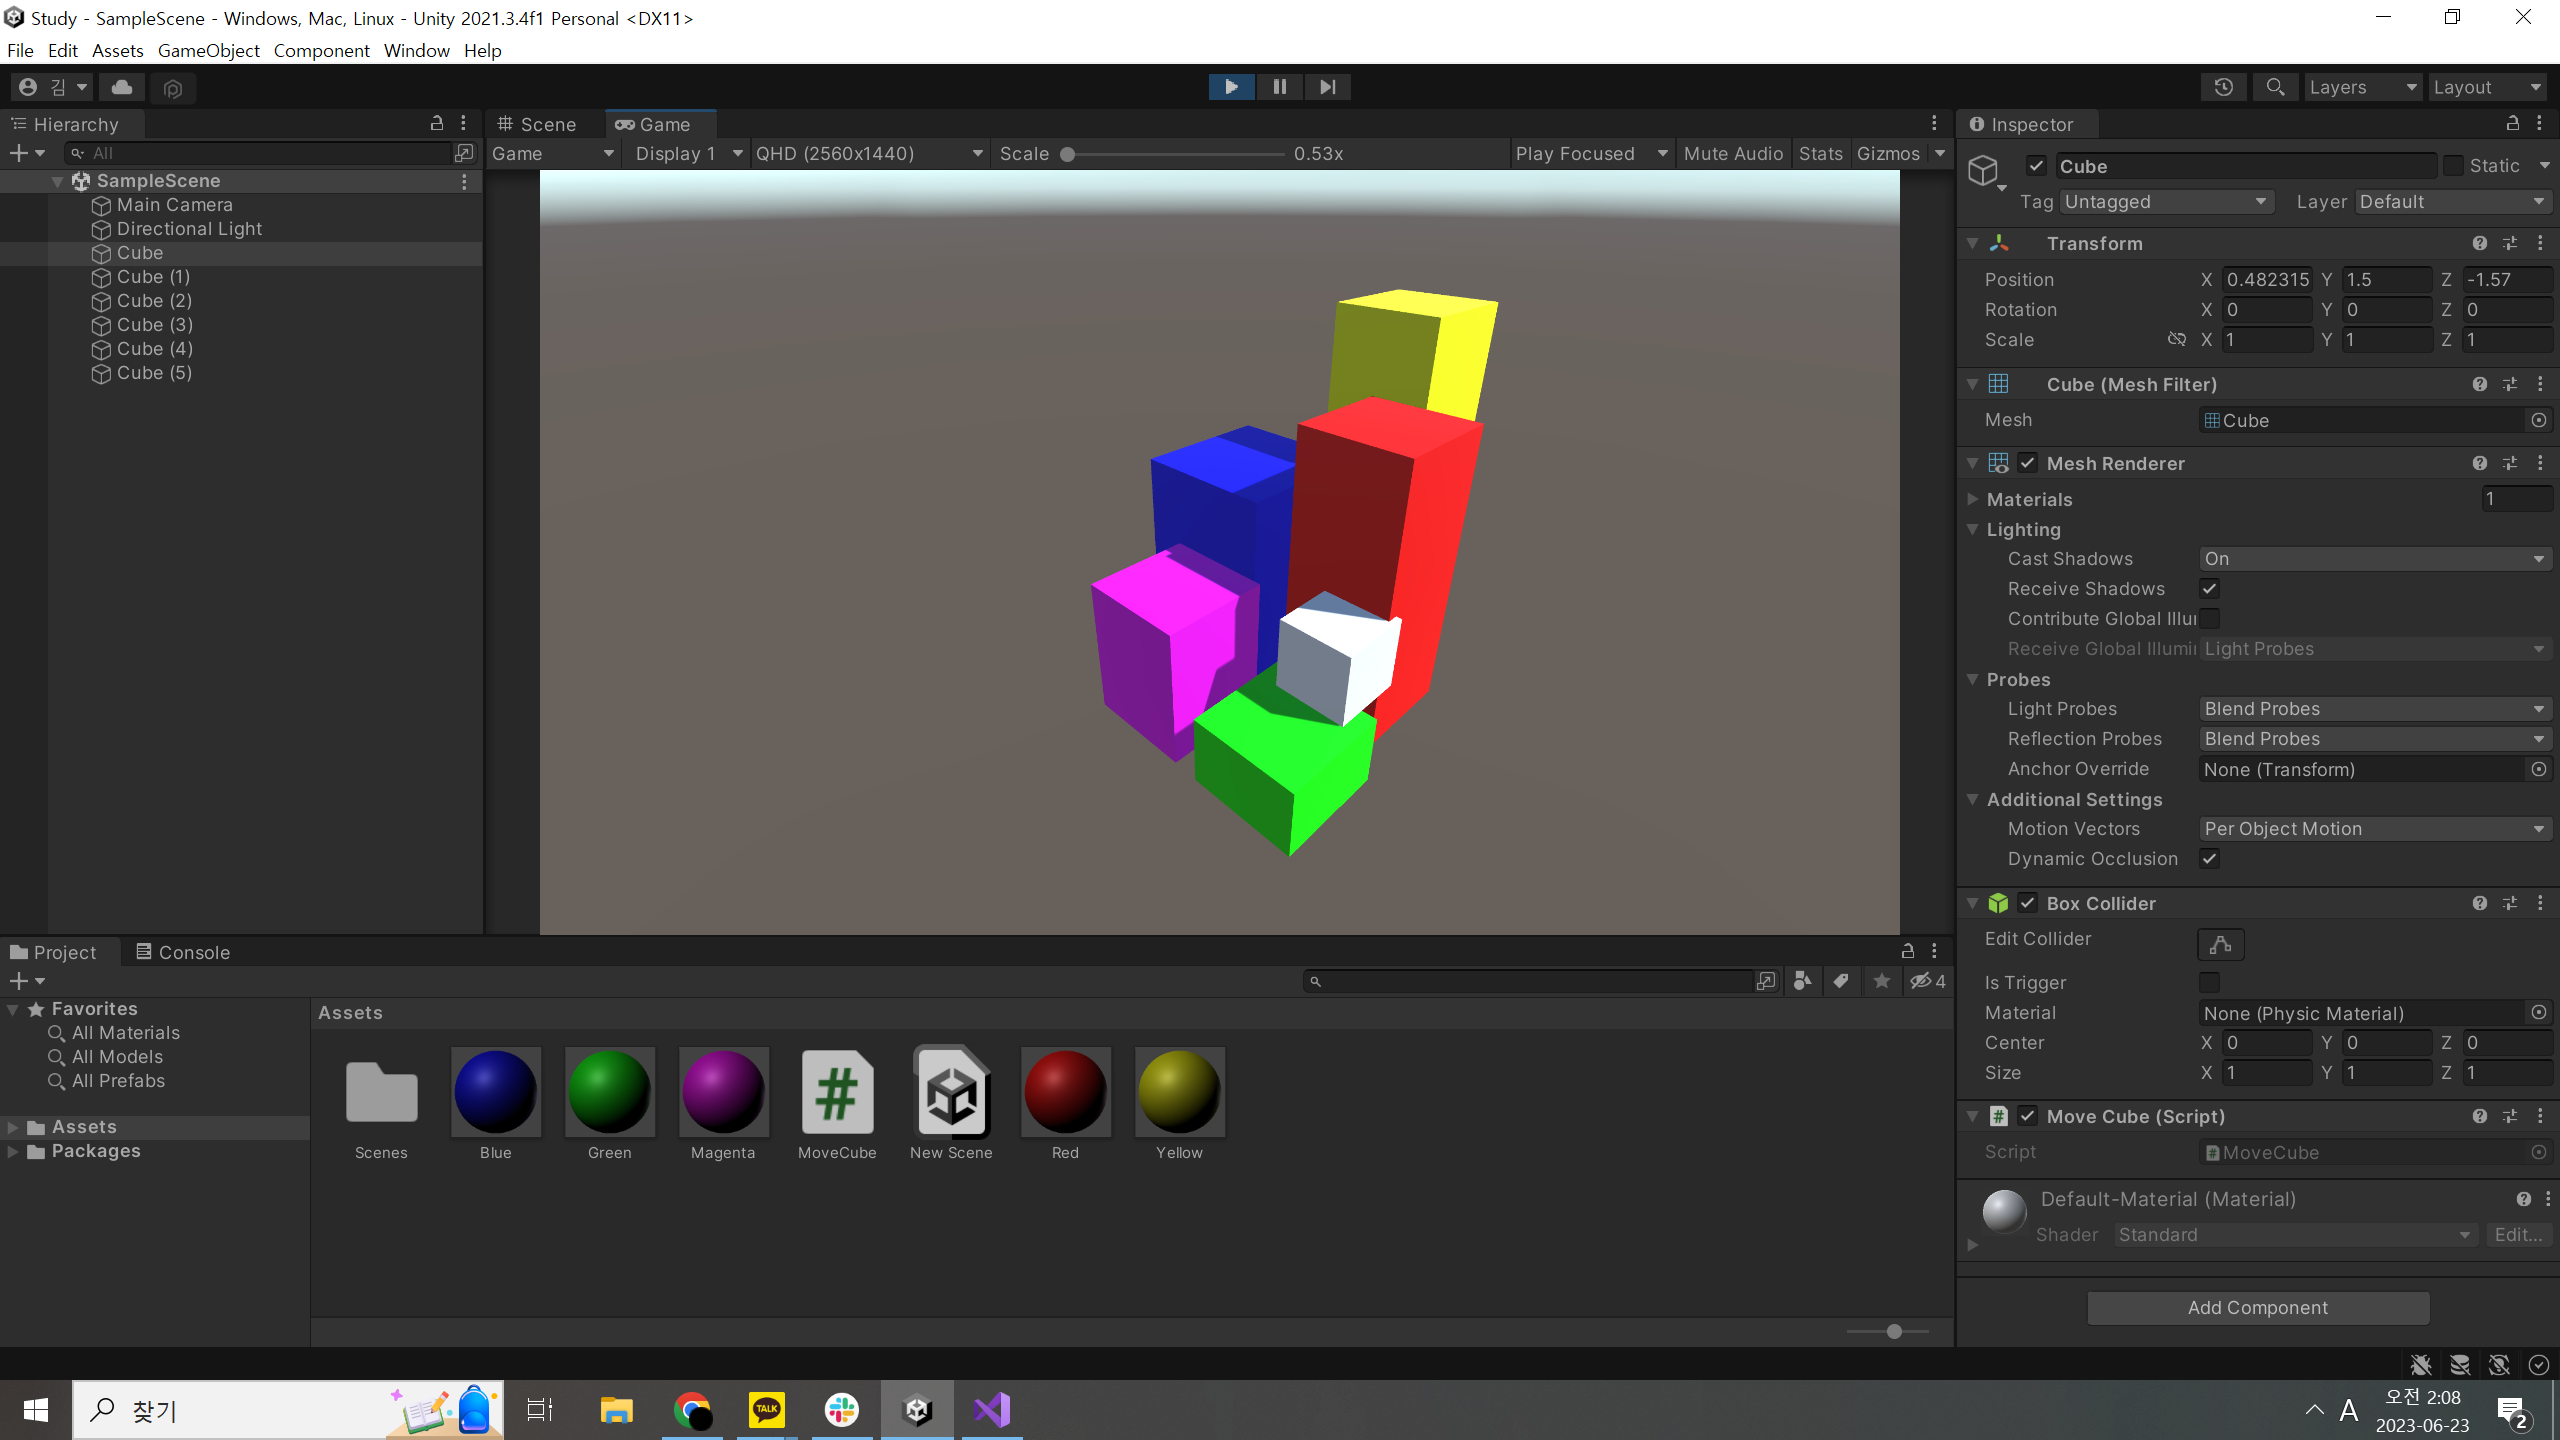 Study - SampleScene - Windows, Mac, Linux - Unity 2021.3.4f1 Personal <DX11>
File Edit Assets GameObject Component Window Help
김
Layers Layout
Hierarchy
All
SampleScene
Main Camera
Directional Light
Cube
Cube (1)
Cube (2)
Cube (3)
Cube (4)
Cube (5)
Scene Game
Game Display 1 QHD (2560x1440) Scale 0.53x Play Focused Mute Audio Stats Gizmos
Inspector
Cube Static
Tag Untagged Layer Default
Transform
Position X 0.482315 Y 1.5 Z -1.57
Rotation X 0 Y 0 Z 0
Scale X 1 Y 1 Z 1
Cube (Mesh Filter)
Mesh Cube
Mesh Renderer
Materials 1
Lighting
Cast Shadows On
Receive Shadows
Contribute Global Illu
Receive Global Illumi Light Probes
Probes
Light Probes Blend Probes
Reflection Probes Blend Probes
Anchor Override None (Transform)
Additional Settings
Motion Vectors Per Object Motion
Dynamic Occlusion
Box Collider
Edit Collider
Is Trigger
Material None (Physic Material)
Center X 0 Y 0 Z 0
Size X 1 Y 1 Z 1
# Move Cube (Script)
Script # MoveCube
Default-Material (Material)
Shader Standard Edit...
Add Component
Project Console
4
Favorites
All Materials
All Models
All Prefabs
Assets
Packages
Assets
#
Scenes Blue Green Magenta MoveCube New Scene Red Yellow
찾기
TALK
A
오전 2:08
2023-06-23
2